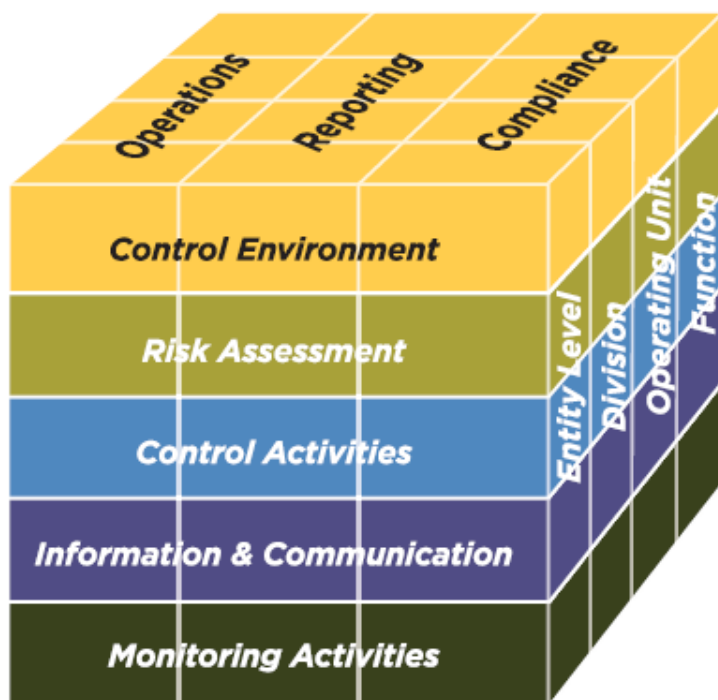 Operations
Reporting
Compliance
Control Environment
Risk Assessment
Control Activities
Information & Communication
Monitoring Activities
Entity Level
Division
Operating Unit
Function